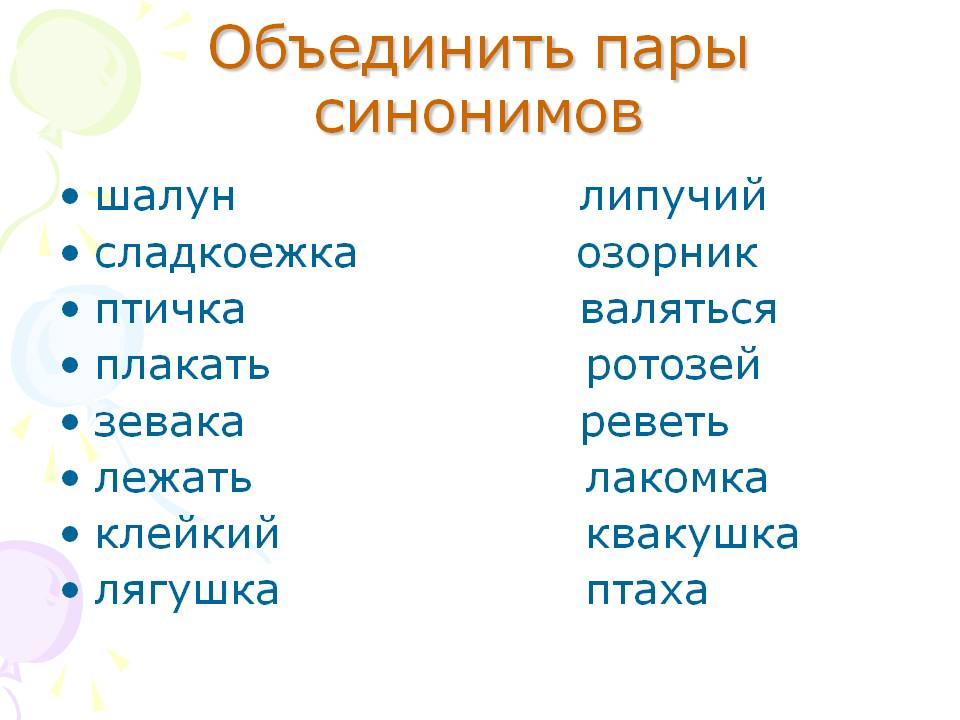 Объединить пары
синонимов
• шалун липучий
• сладкоежка озорник
• птичка валяться
• плакать ротозей
• зевака реветь
• лежать лакомка
• клейкий квакушка
• лягушка птаха